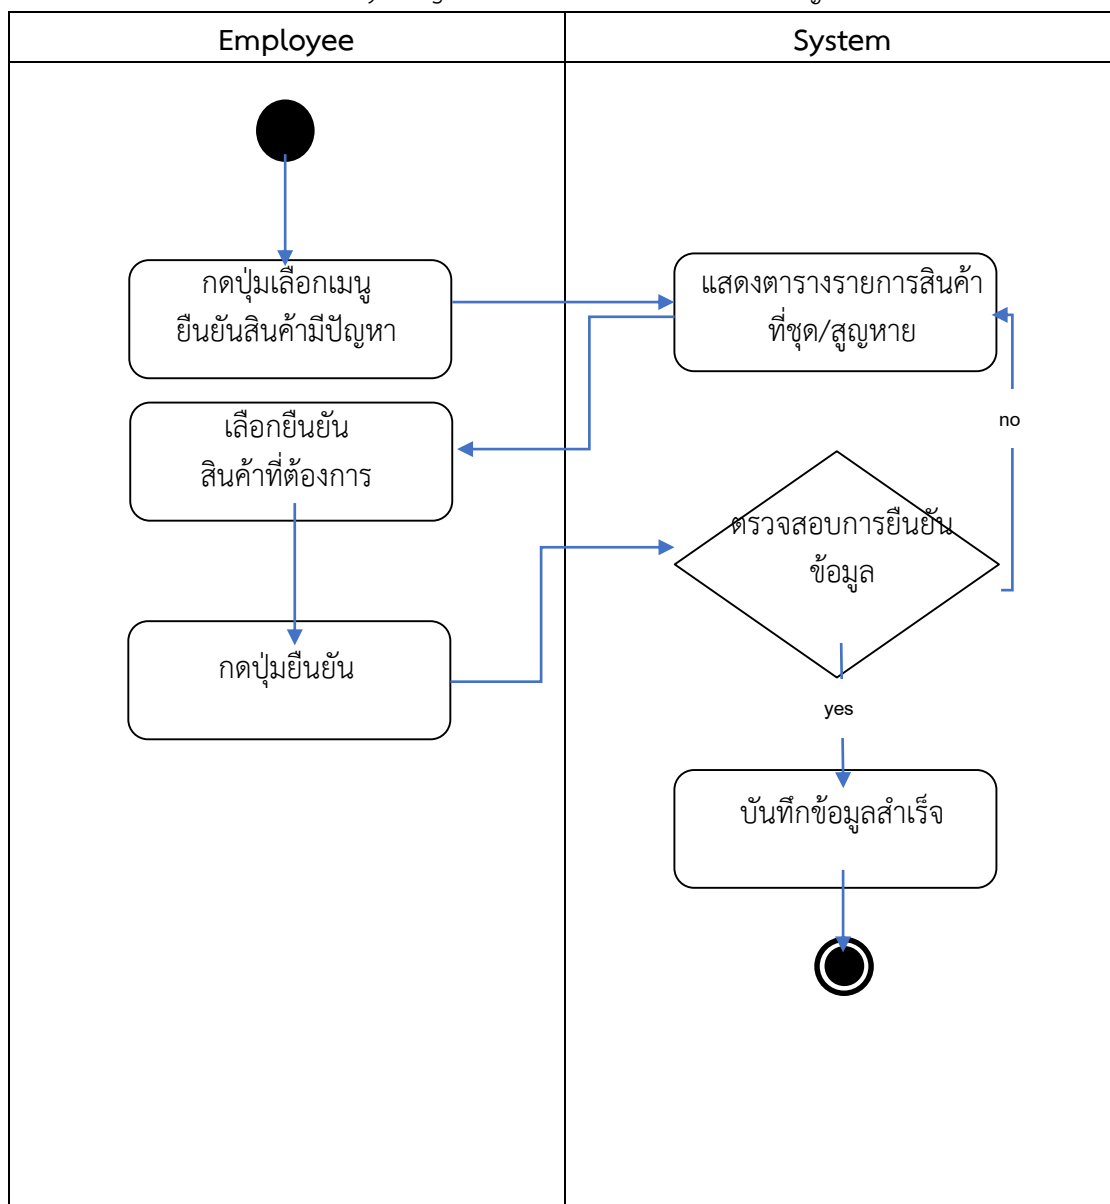 Employee
System
กดปุ่มเลือกเมนู
ยืนยันสินค้ามีปัญหา
แสดงตารางรายการสินค้า
ที่ชุด/สูญหาย
เลือกยืนยัน
สินค้าที่ต้องการ
no
ตรวจสอบการยืนยัน
ข้อมูล
กดปุ่มยืนยัน
yes
บันทึกข้อมูลสำเร็จ